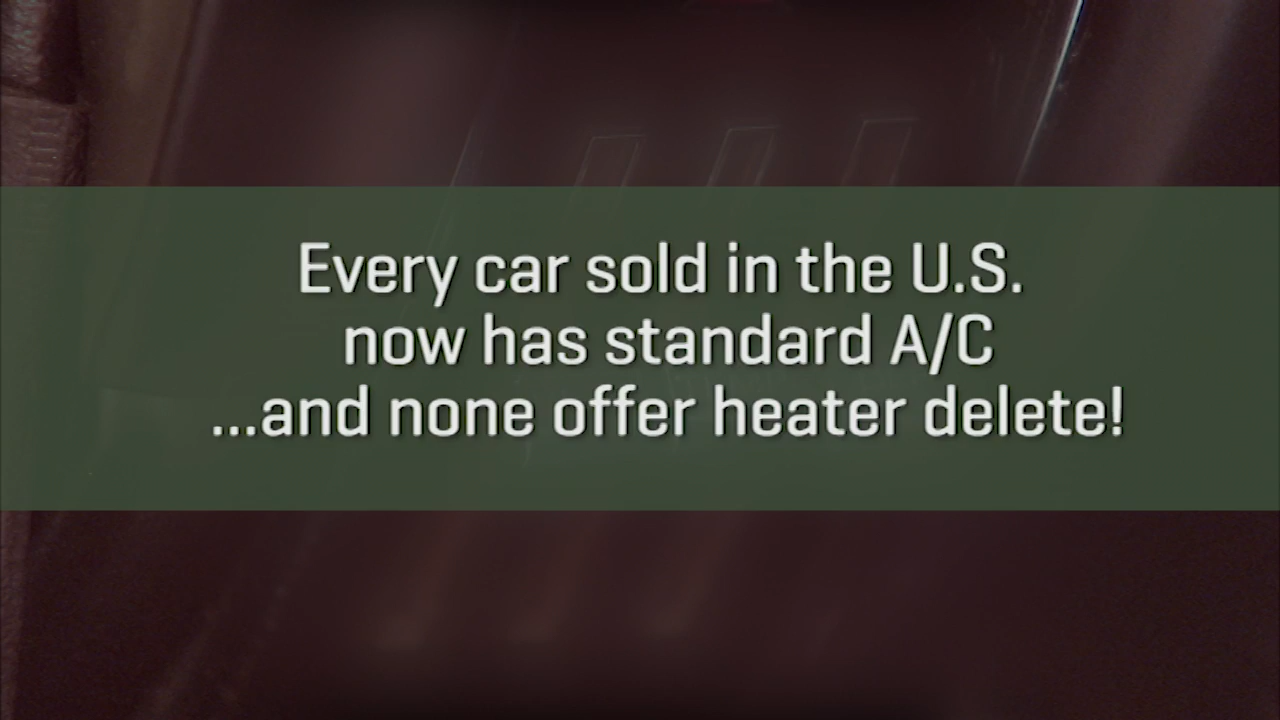 Every car sold in the U.S.
now has standard A/C
...and none offer heater delete!